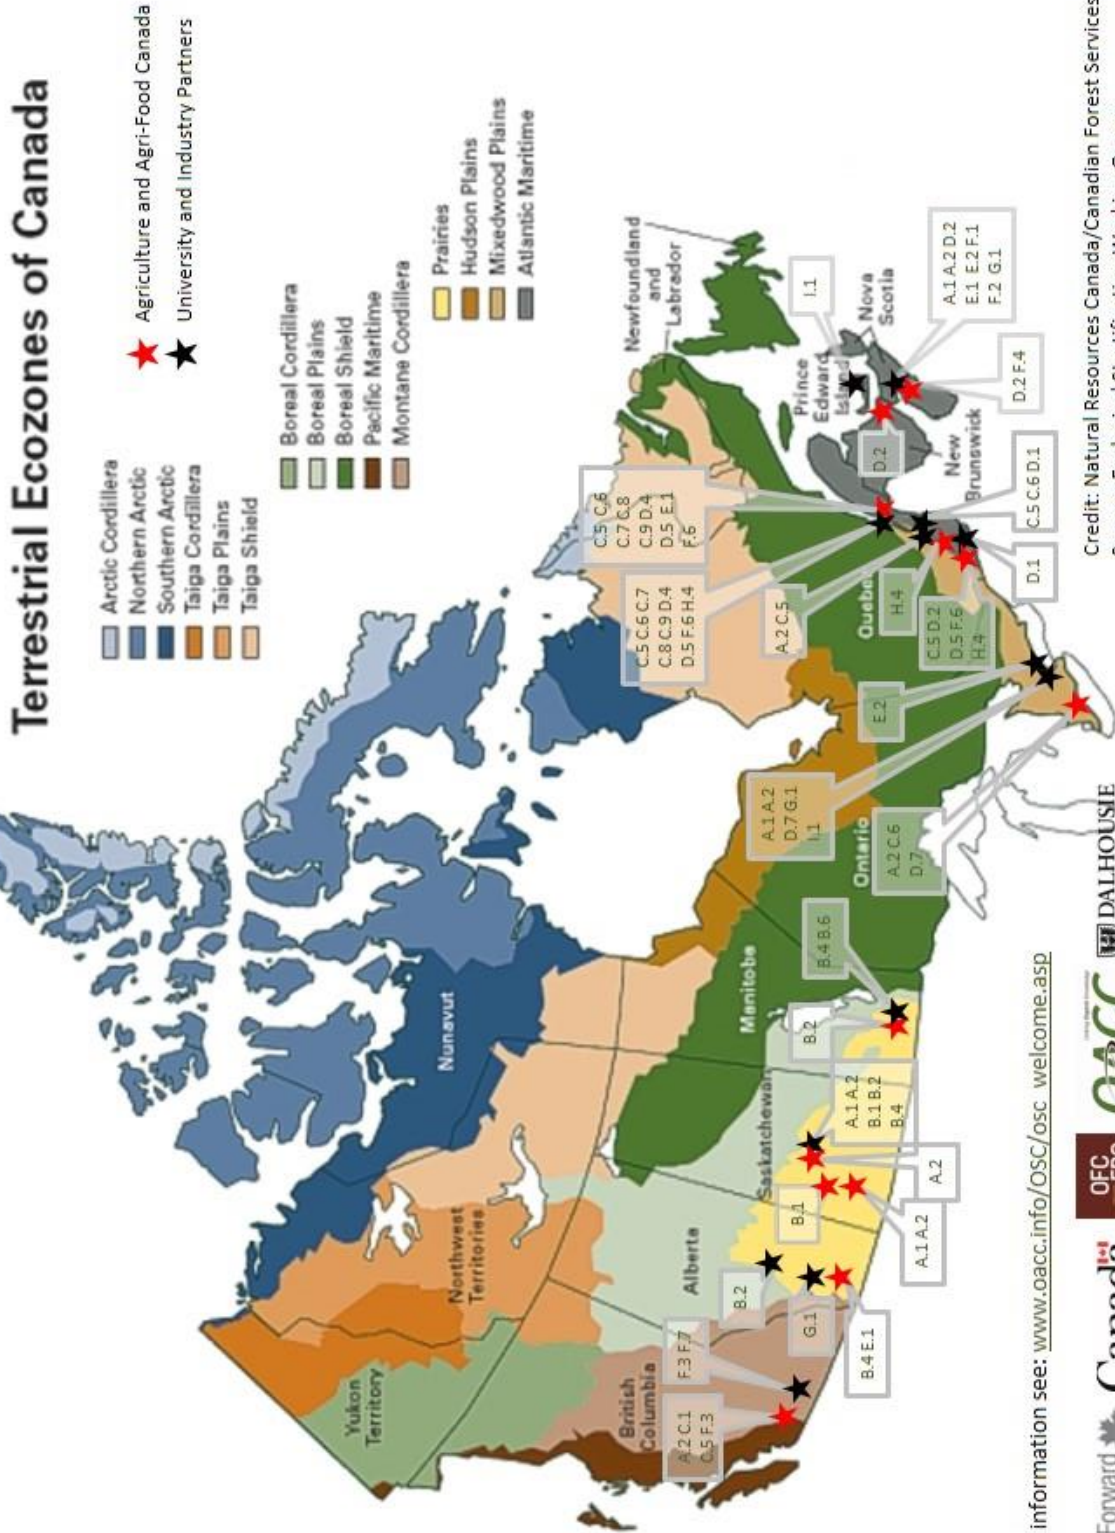 Terrestrial Ecozones of Canada
Agriculture and Agri-Food Canada
University and Industry Partners
Arctic Cordillera
Northern Arctic
Southern Arctic
Taiga Cordillera
Taiga Plains
Taiga Shield
Boreal Cordillera
Boreal Plains
Boreal Shield
Pacific Maritime
Montane Cordillera
Prairies
Hudson Plains
Mixedwood Plains
Atlantic Maritime
Yukon
Territory
Northwest
Territories
Nunavut
British
Columbia
Alberta
Saskatchewan
Manitoba
Ontario
Quebec
Newfoundland
and
Labrador
Prince
Edward
Island
Nova
Scotia
New
Brunswick
A.2 C.1
C.5 F.3
F.3 F.7
B.2
G.1
B.4 E.1
B.1
A.1 A.2
A.2
A.1 A.2
B.1 B.2
B.4
B.2
B.4 B.6
A.2 C.6
D.7
A.1 A.2
D.7 G.1
I.1
E.2
C.5 C.6 C.7
C.8 C.9 D.4
D.5 F.6 H.4
A.2 C.5
C.5 C.6
C.7 C.8
C.9 D.4
D.5 E.1
F.6
H.4
C.5 D.2
D.5 F.6
H.4
D.1
C.5 C.6 D.1
D.2
D.2 F.4
I.1
A.1 A.2 D.2
E.1 E.2 F.1
F.2 G.1
Credit: Natural Resources Canada/Canadian Forest Services
information see: www.oacc.info/OSC/osc_welcome.asp
Forward
Canada
OFC
OACC
DALHOUSIE